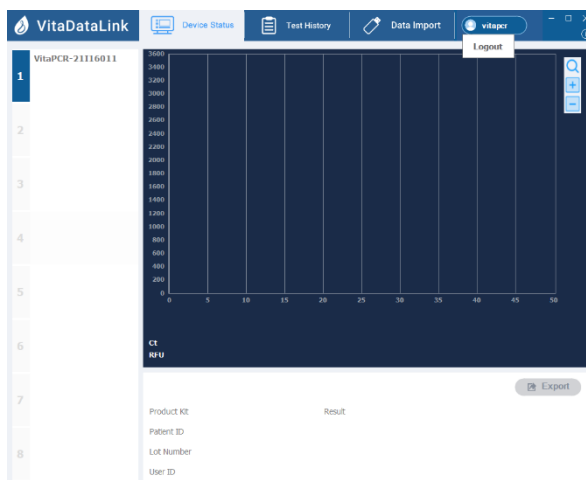 VitaDataLink
Device Status
Test History
Data Import
vitapcr
Logout
1
VitaPCR-21I16011
2
3
4
5
6
7
8
3600
3400
3200
3000
2800
2600
2400
2200
2000
1800
1600
1400
1200
1000
800
600
400
200
0
0 5 10 15 20 25 30 35 40 45 50
Ct
RFU
Export
Product Kit
Result
Patient ID
Lot Number
User ID